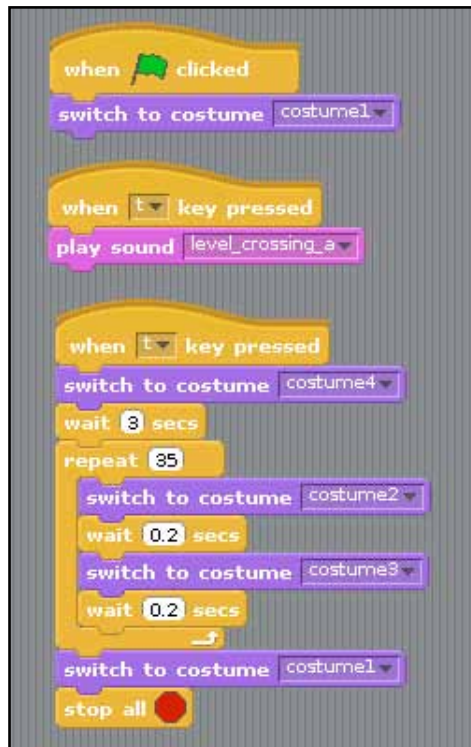 when clicked
switch to costume costume1
when t key pressed
play sound level_crossing_a
when t key pressed
switch to costume costume4
wait 3 secs
repeat 35
switch to costume costume2
wait 0.2 secs
switch to costume costume3
wait 0.2 secs
switch to costume costume1
stop all